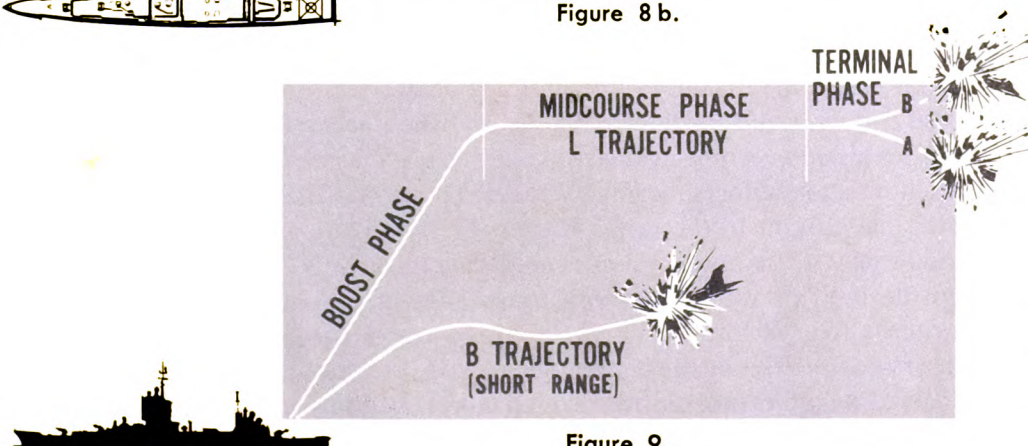 Figure 8 b.
TERMINAL
PHASE B
MIDCOURSE PHASE
L TRAJECTORY
A
BOOST PHASE
B TRAJECTORY
(SHORT RANGE)
Figure 9